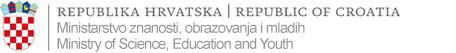 REPUBLIKA HRVATSKA | REPUBLIC OF CROATIA
Ministarstvo znanosti, obrazovanja i mladih
Ministry of Science, Education and Youth